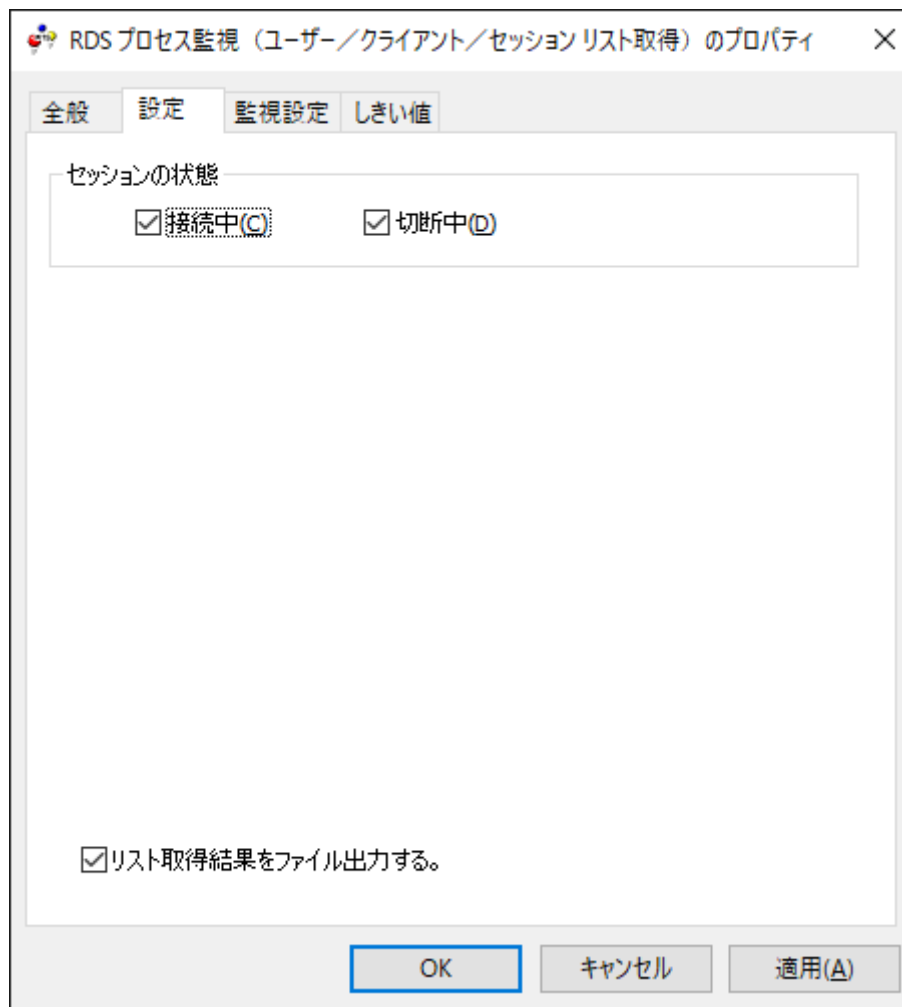 RDS プロセス監視（ユーザー／クライアント／セッション リスト取得）のプロパティ
全般 設定 監視設定 しきい値
セッションの状態
接続中(C) 切断中(D)
リスト取得結果をファイル出力する。
OK キャンセル 適用(A)